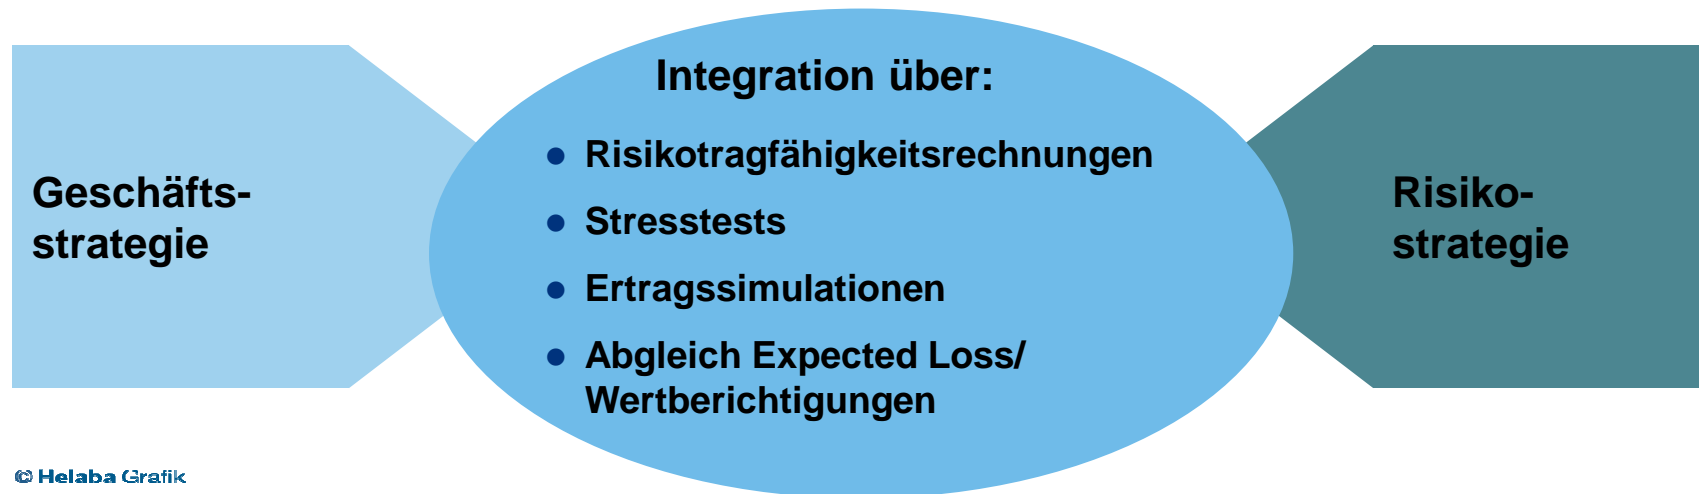 Geschäfts-
strategie
Integration über:
● Risikotragfähigkeitsrechnungen
● Stresstests
● Ertragssimulationen
● Abgleich Expected Loss/
Wertberichtigungen
Risiko-
strategie
© Helaba Grafik